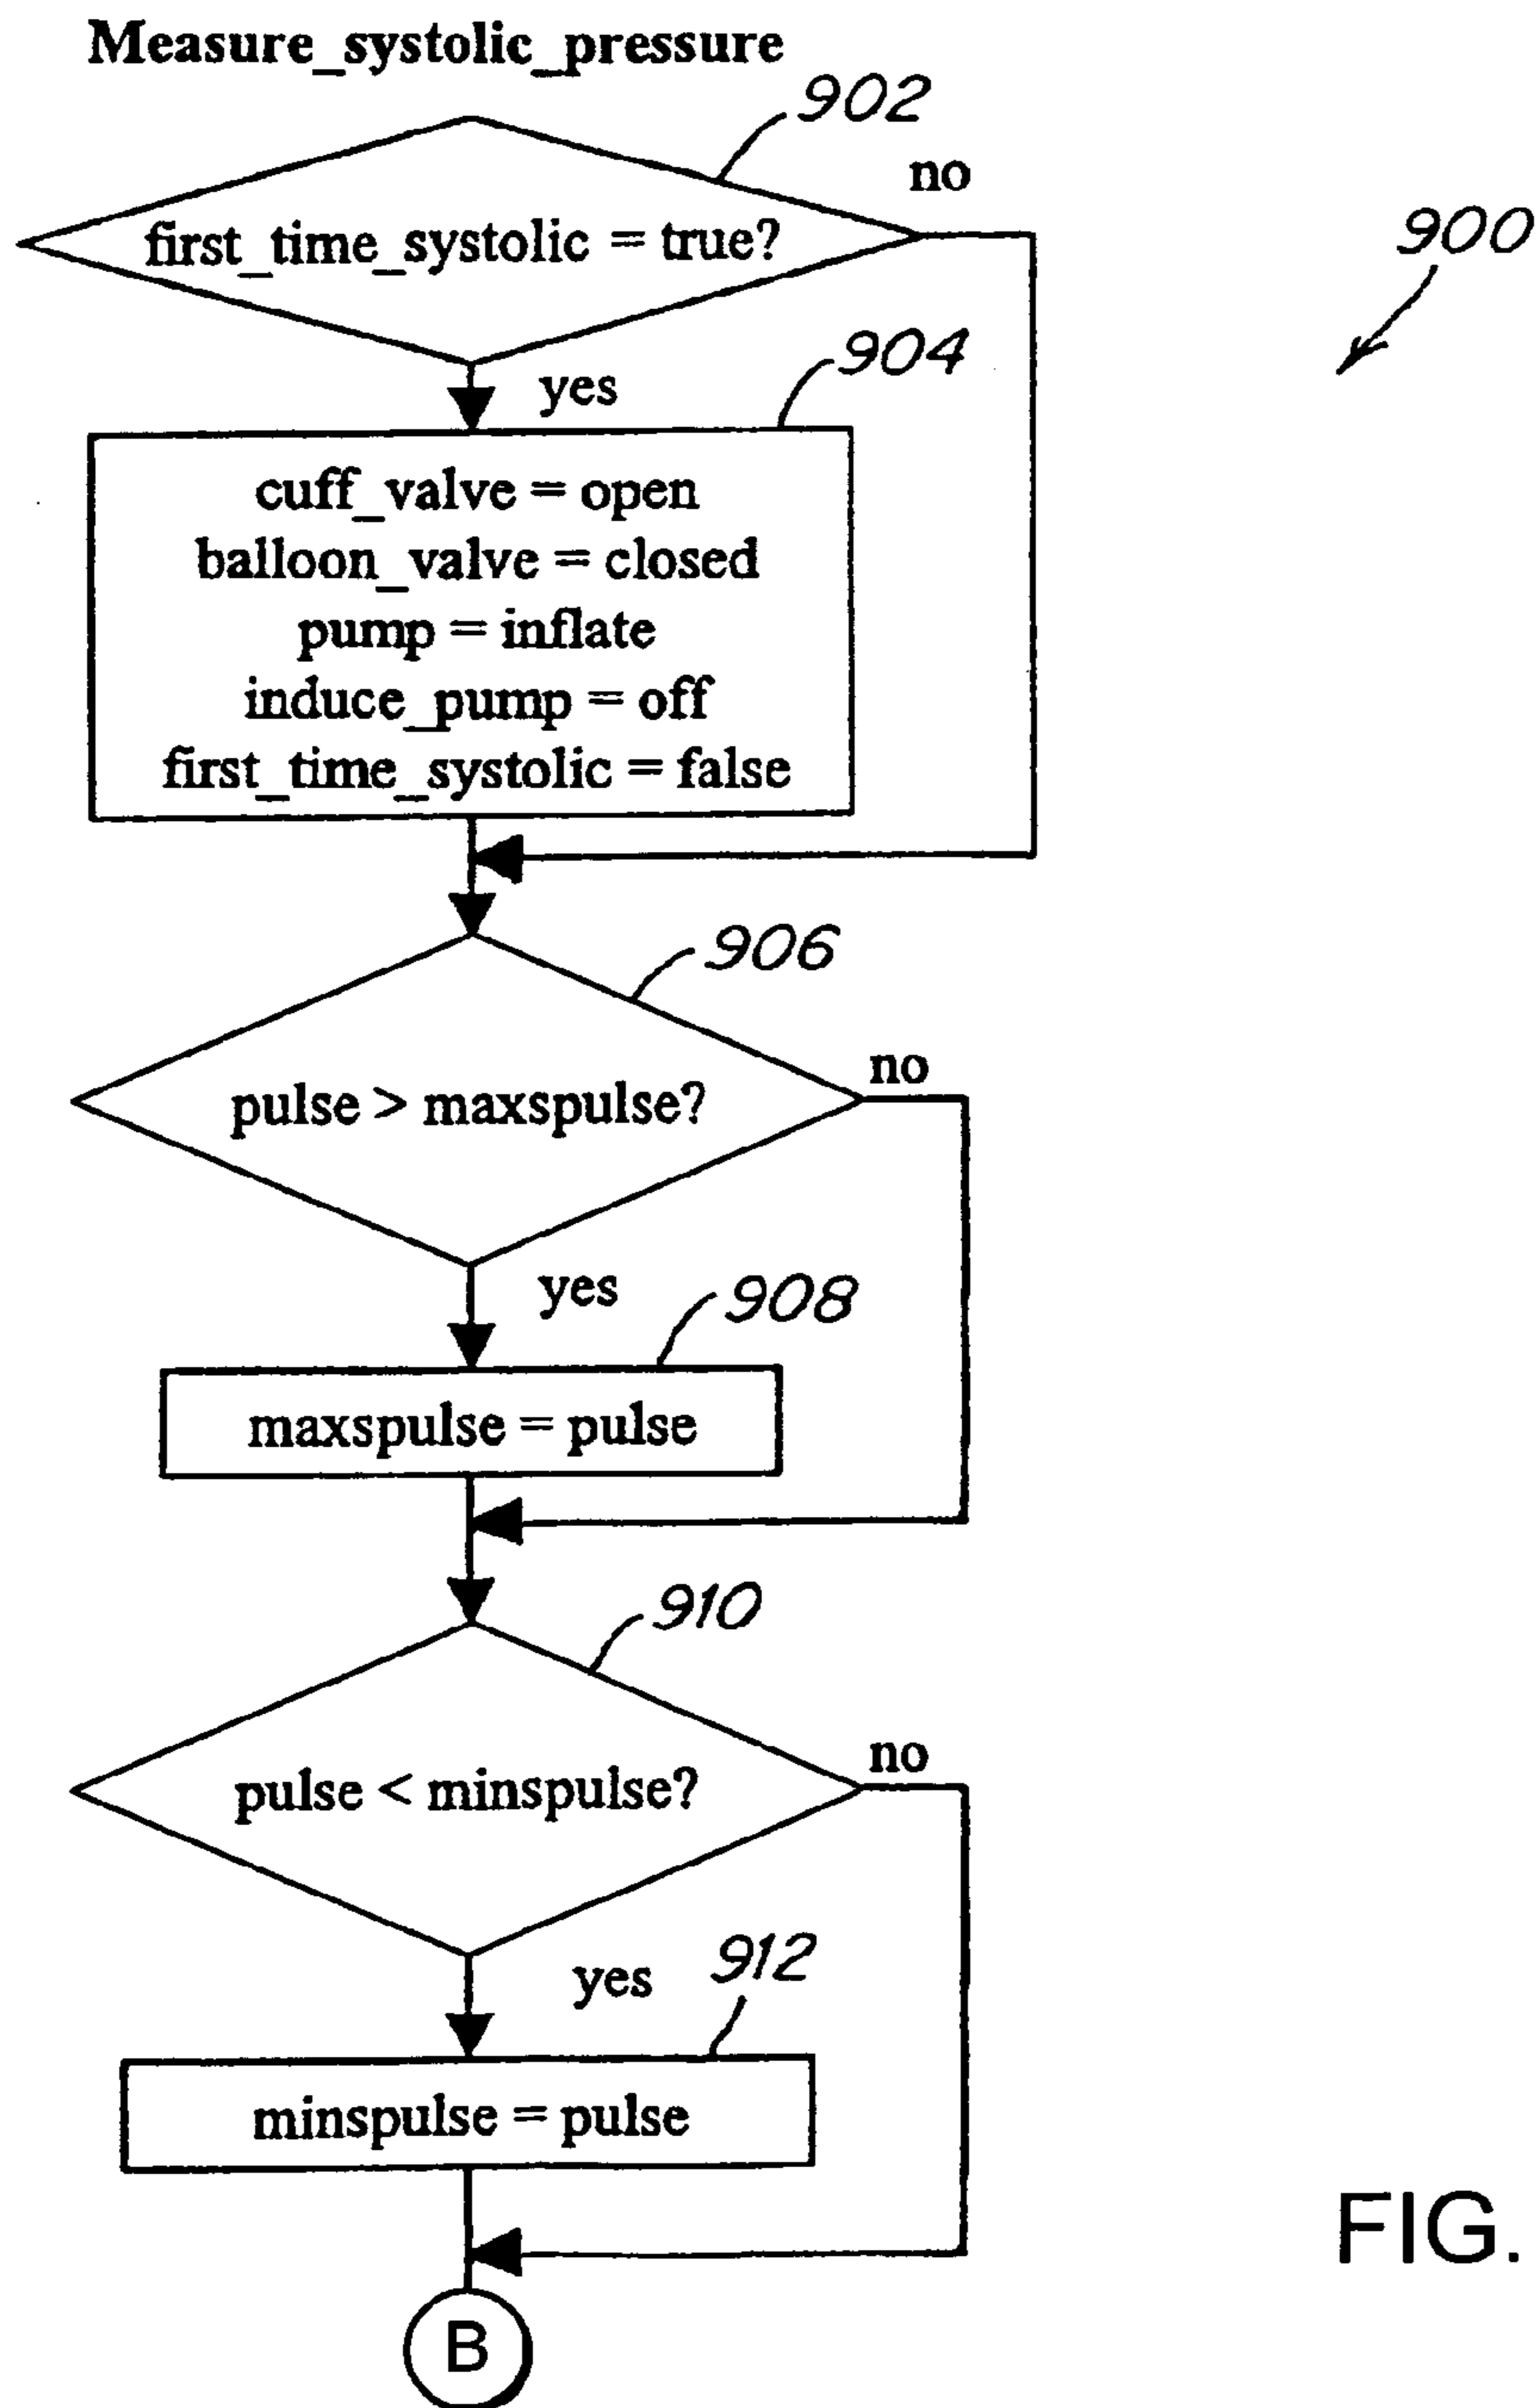 Measure_systolic_pressure
902
no
first_time_systolic = true?
900
904
yes
cuff_valve = open
balloon_valve = closed
pump = inflate
induce_pump = off
first_time_systolic = false
906
no
pulse > maxspulse?
yes
908
maxspulse = pulse
910
no
pulse < minspulse?
yes
912
minspulse = pulse
FIG.
B